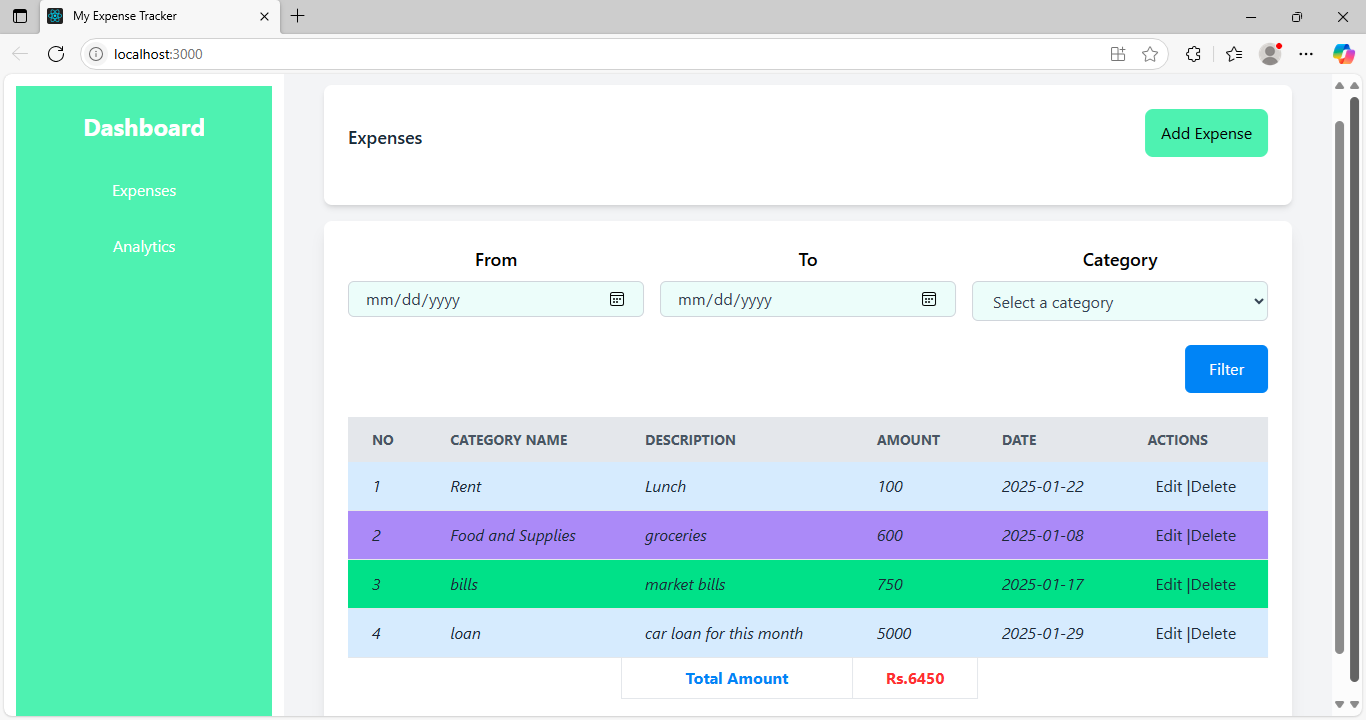 My Expense Tracker
localhost:3000
Dashboard
Expenses
Analytics
Expenses
Add Expense
From To Category
mm/dd/yyyy mm/dd/yyyy Select a category
Filter
NO CATEGORY NAME DESCRIPTION AMOUNT DATE ACTIONS
1 Rent Lunch 100 2025-01-22 Edit |Delete
2 Food and Supplies groceries 600 2025-01-08 Edit |Delete
3 bills market bills 750 2025-01-17 Edit |Delete
4 loan car loan for this month 5000 2025-01-29 Edit |Delete
Total Amount Rs.6450